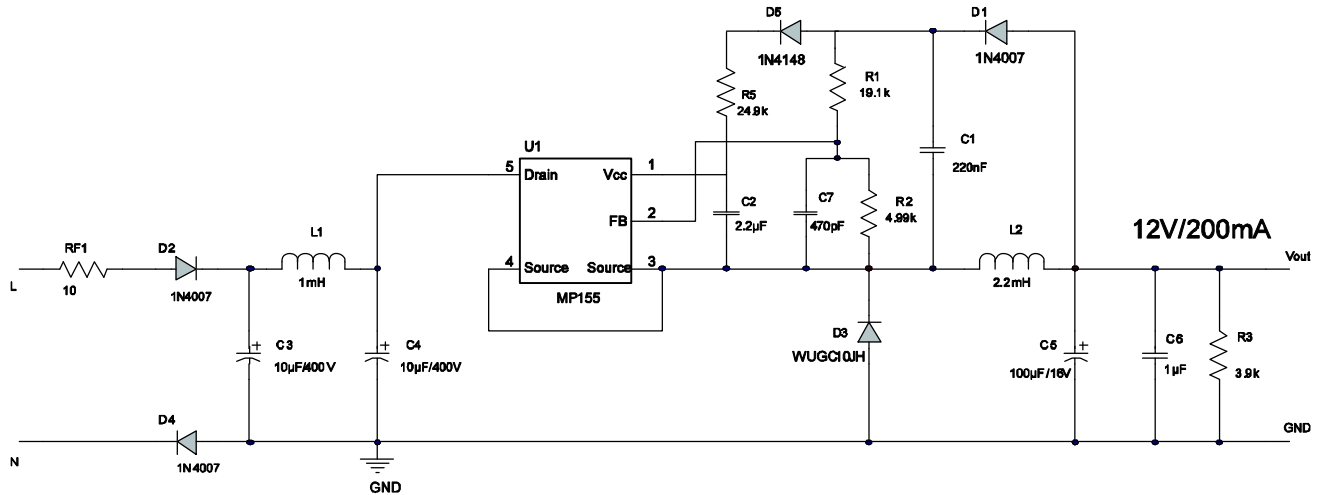 D5
D1
1N4148
1N4007
R1
19.1k
R5
24.9k
U1
C1
220nF
5
Drain
Vcc
1
C2
2.2µF
C7
470pF
R2
4.99k
FB
2
12V/200mA
RF1
D2
L1
L2
4
Source
Source
3
Vout
L
10
1N4007
1mH
MP155
2.2mH
D3
WUGC10JH
C3
10µF/400V
C4
10µF/400V
C5
100µF/16V
C6
1µF
R3
3.9k
D4
GND
N
1N4007
GND